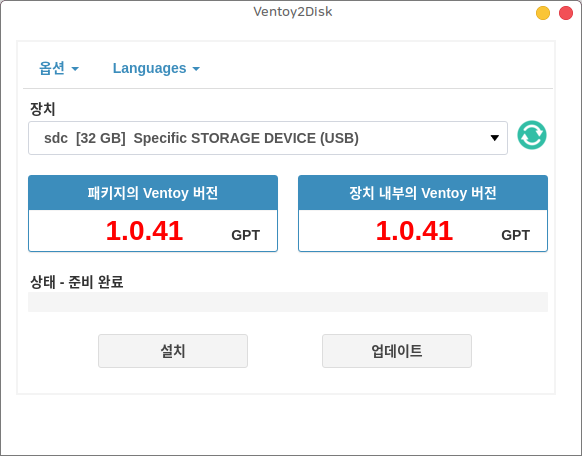 Ventoy2Disk
옵션 Languages
장치
sdc [32 GB] Specific STORAGE DEVICE (USB)
패키지의 Ventoy 버전
1.0.41 GPT
장치 내부의 Ventoy 버전
1.0.41 GPT
상태 - 준비 완료
설치 업데이트